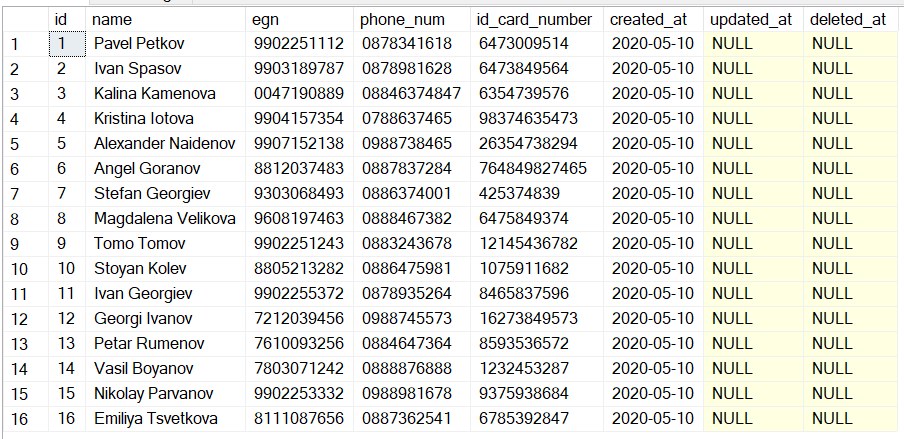 id name egn phone_num id_card_number created_at updated_at deleted_at
1 1 Pavel Petkov 9902251112 0878341618 6473009514 2020-05-10 NULL NULL
2 2 Ivan Spasov 9903189787 0878981628 6473849564 2020-05-10 NULL NULL
3 3 Kalina Kamenova 0047190889 08846374847 6354739576 2020-05-10 NULL NULL
4 4 Kristina Iotova 9904157354 0788637465 98374635473 2020-05-10 NULL NULL
5 5 Alexander Naidenov 9907152138 0988738465 26354738294 2020-05-10 NULL NULL
6 6 Angel Goranov 8812037483 0887837284 764849827465 2020-05-10 NULL NULL
7 7 Stefan Georgiev 9303068493 0886374001 425374839 2020-05-10 NULL NULL
8 8 Magdalena Velikova 9608197463 0888467382 6475849374 2020-05-10 NULL NULL
9 9 Tomo Tomov 9902251243 0883243678 12145436782 2020-05-10 NULL NULL
10 10 Stoyan Kolev 8805213282 0886475981 1075911682 2020-05-10 NULL NULL
11 11 Ivan Georgiev 9902255372 0878935264 8465837596 2020-05-10 NULL NULL
12 12 Georgi Ivanov 7212039456 0988745573 16273849573 2020-05-10 NULL NULL
13 13 Petar Rumenov 7610093256 0884647364 8593536572 2020-05-10 NULL NULL
14 14 Vasil Boyanov 7803071242 0888876888 1232453287 2020-05-10 NULL NULL
15 15 Nikolay Parvanov 9902253332 0988981678 9375938684 2020-05-10 NULL NULL
16 16 Emiliya Tsvetkova 8111087656 0887362541 6785392847 2020-05-10 NULL NULL